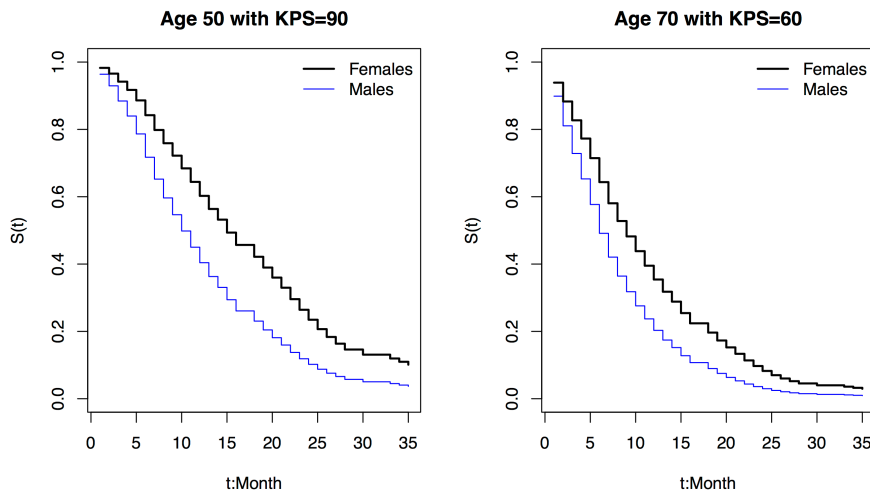 Age 50 with KPS=90
Females
Males
S(t)
1.0
0.8
0.6
0.4
0.2
0.0
0 5 10 15 20 25 30 35
t:Month
Age 70 with KPS=60
Females
Males
S(t)
1.0
0.8
0.6
0.4
0.2
0.0
0 5 10 15 20 25 30 35
t:Month